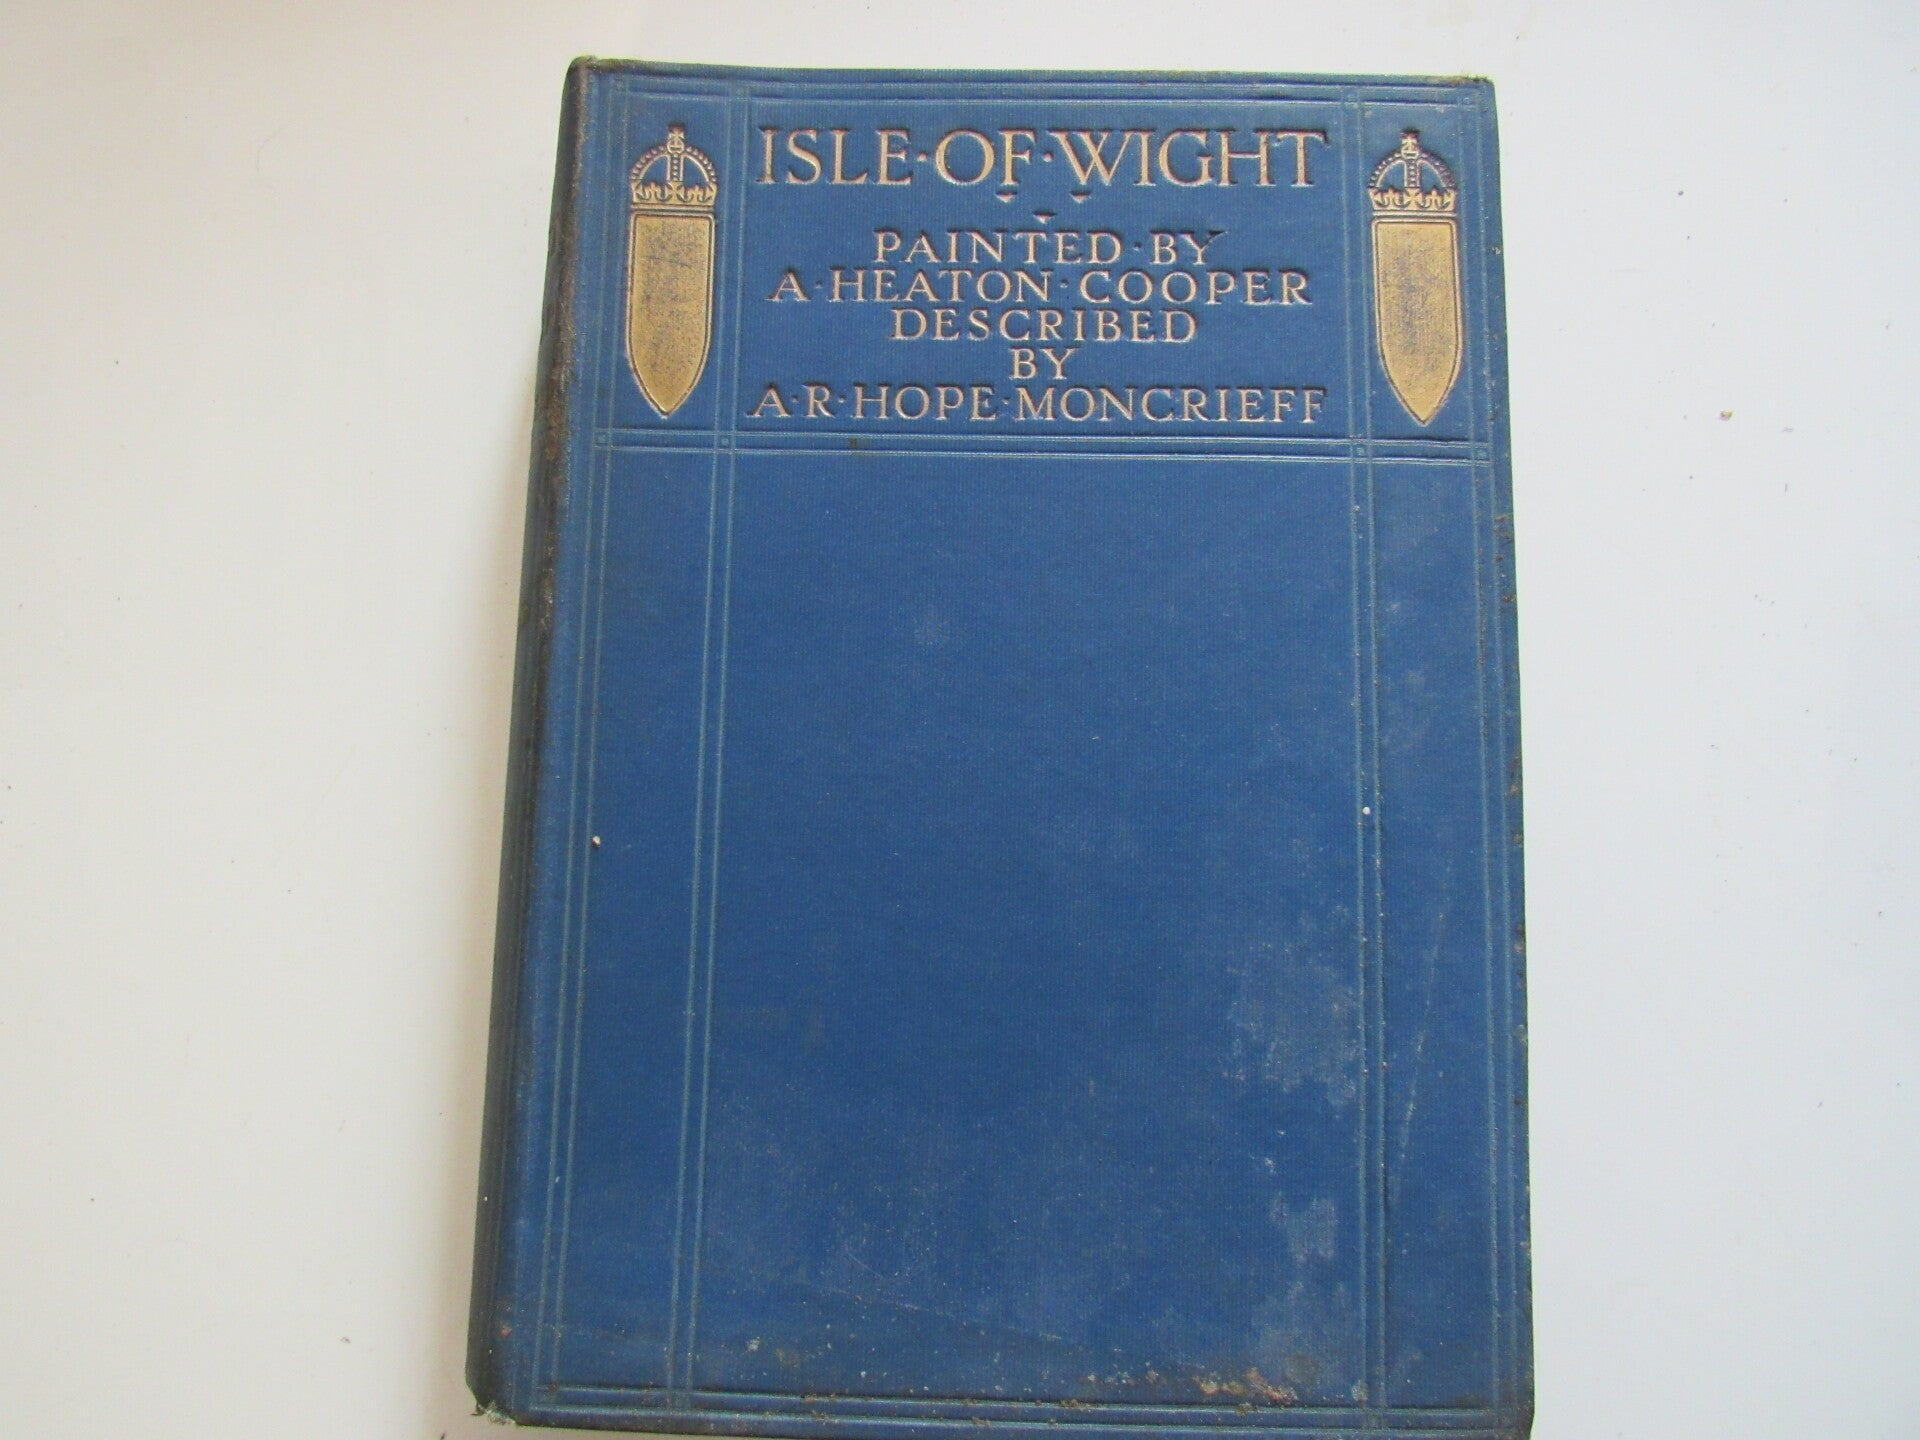 ISLE·OF·WIGHT
PAINTED·BY
A·HEATON·COOPER
DESCRIBED
BY
A·R·HOPE·MONCRIEFF